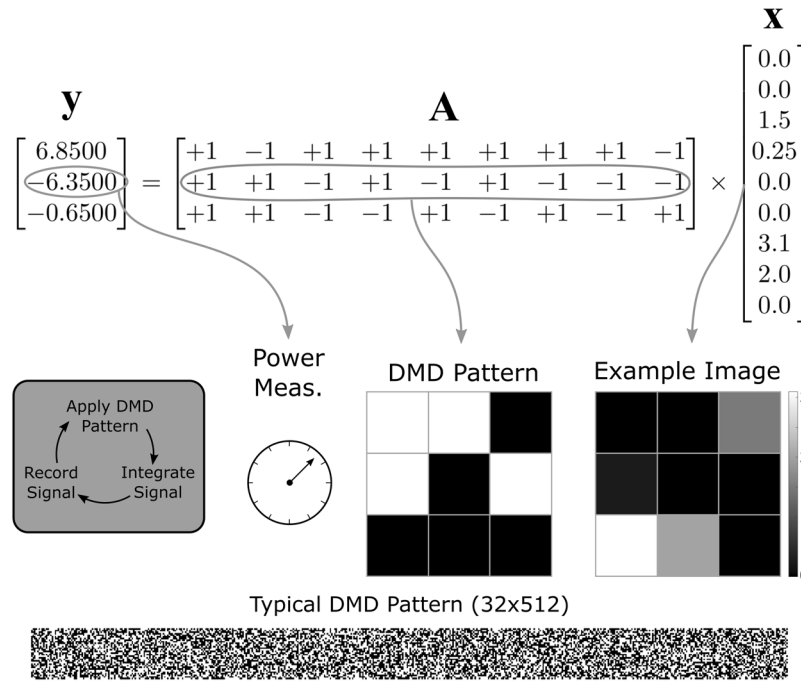 x
y
A
6.8500
−6.3500
−0.6500
=
+1 −1 +1 +1 +1 +1 +1 +1 −1
+1 +1 −1 +1 −1 +1 −1 −1 −1
+1 +1 −1 −1 +1 −1 +1 −1 +1
×
0.0
0.0
1.5
0.25
0.0
0.0
3.1
2.0
0.0
Power
Meas.
DMD Pattern
Example Image
Apply DMD
Pattern
Record
Signal
Integrate
Signal
Typical DMD Pattern (32x512)